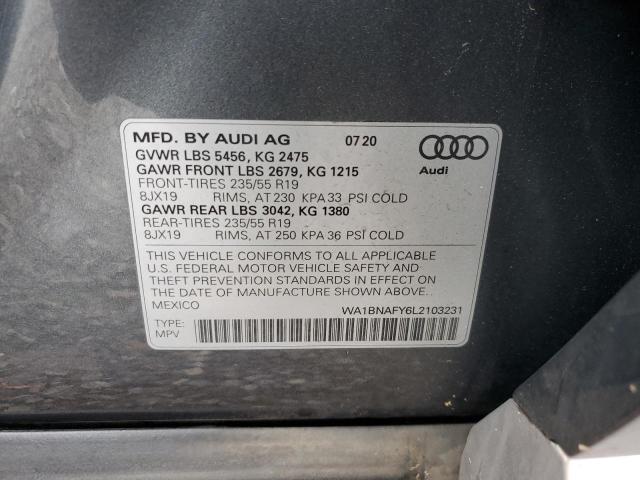 MFD. BY AUDI AG 07 20
GVWR LBS 5456, KG 2475
GAWR FRONT LBS 2679, KG 1215
FRONT-TIRES 235/55 R19
8JX19 RIMS, AT 230 KPA 33 PSI COLD
GAWR REAR LBS 3042, KG 1380
REAR-TIRES 235/55 R19
8JX19 RIMS, AT 250 KPA 36 PSI COLD
Audi
THIS VEHICLE CONFORMS TO ALL APPLICABLE
U.S. FEDERAL MOTOR VEHICLE SAFETY AND
THEFT PREVENTION STANDARDS IN EFFECT ON
THE DATE OF MANUFACTURE SHOWN ABOVE..
MEXICO WA1BNAFY6L2103231
TYPE:
MPV